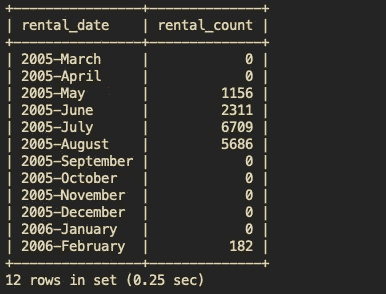 +----------------+--------------+
| rental_date    | rental_count |
+----------------+--------------+
| 2005-March     |            0 |
| 2005-April     |            0 |
| 2005-May       |         1156 |
| 2005-June      |         2311 |
| 2005-July      |         6709 |
| 2005-August    |         5686 |
| 2005-September |            0 |
| 2005-October   |            0 |
| 2005-November  |            0 |
| 2005-December  |            0 |
| 2006-January   |            0 |
| 2006-February  |          182 |
+----------------+--------------+
12 rows in set (0.25 sec)